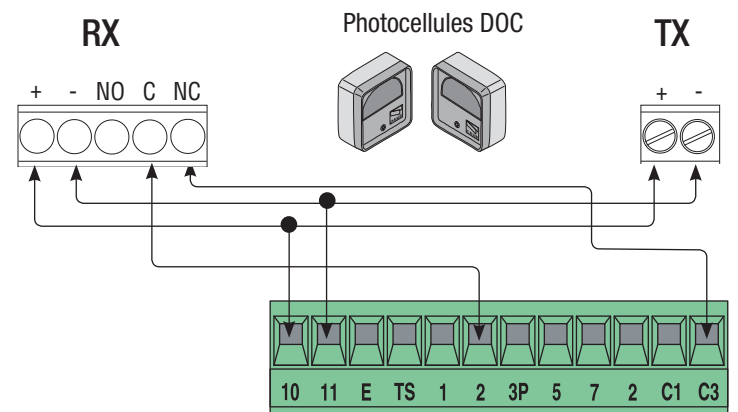 RX
Photocellules DOC
TX
+ - NO C NC
+ -
10 11 E TS 1 2 3P 5 7 2 C1 C3